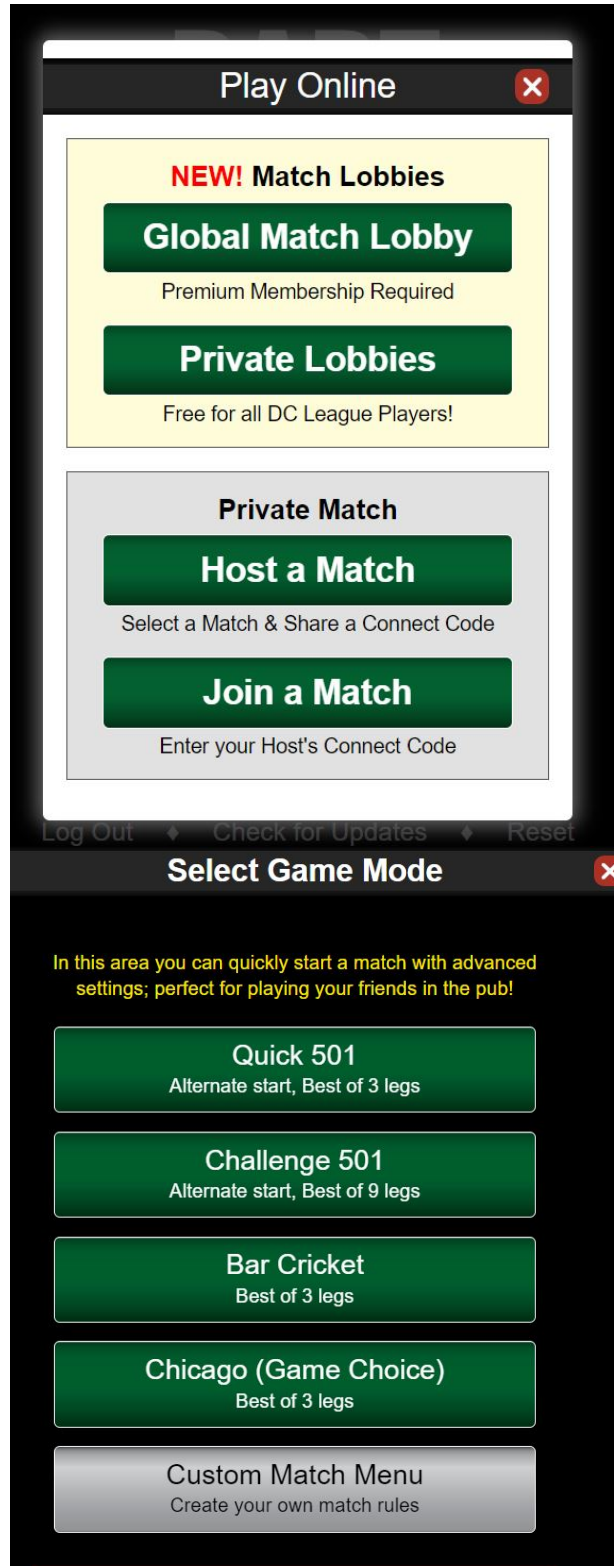 Play Online
NEW! Match Lobbies
Global Match Lobby
Premium Membership Required
Private Lobbies
Free for all DC League Players!
Private Match
Host a Match
Select a Match & Share a Connect Code
Join a Match
Enter your Host's Connect Code
Log Out ♦ Check for Updates ♦ Reset
Select Game Mode
In this area you can quickly start a match with advanced
settings; perfect for playing your friends in the pub!
Quick 501
Alternate start, Best of 3 legs
Challenge 501
Alternate start, Best of 9 legs
Bar Cricket
Best of 3 legs
Chicago (Game Choice)
Best of 3 legs
Custom Match Menu
Create your own match rules